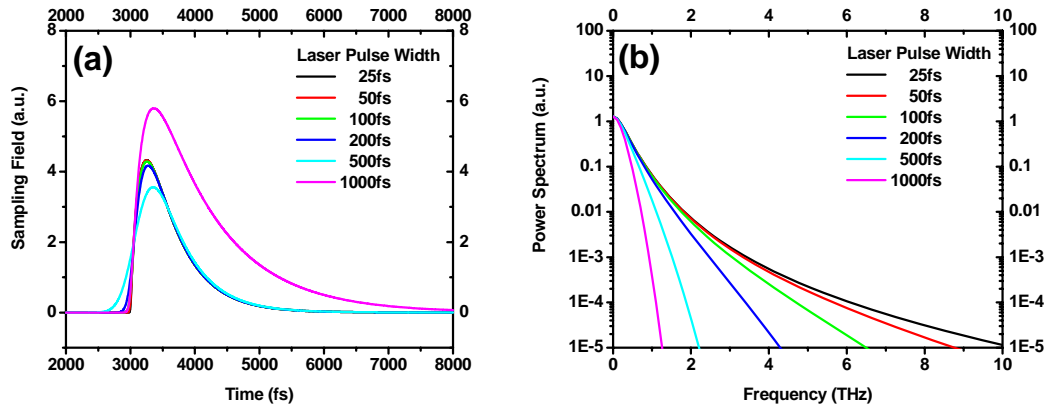 2000 3000 4000 5000 6000 7000 8000
(a)
Laser Pulse Width
25fs
50fs
100fs
200fs
500fs
1000fs
8 8
6 6
4 4
2 2
0 0
Sampling Field (a.u.)
2000 3000 4000 5000 6000 7000 8000
Time (fs)
0 2 4 6 8 10
(b)
Laser Pulse Width
25fs
50fs
100fs
200fs
500fs
1000fs
100 100
10 10
1 1
0.1 0.1
0.01 0.01
1E-3 1E-3
1E-4 1E-4
1E-5 1E-5
Power Spectrum (a.u.)
0 2 4 6 8 10
Frequency (THz)